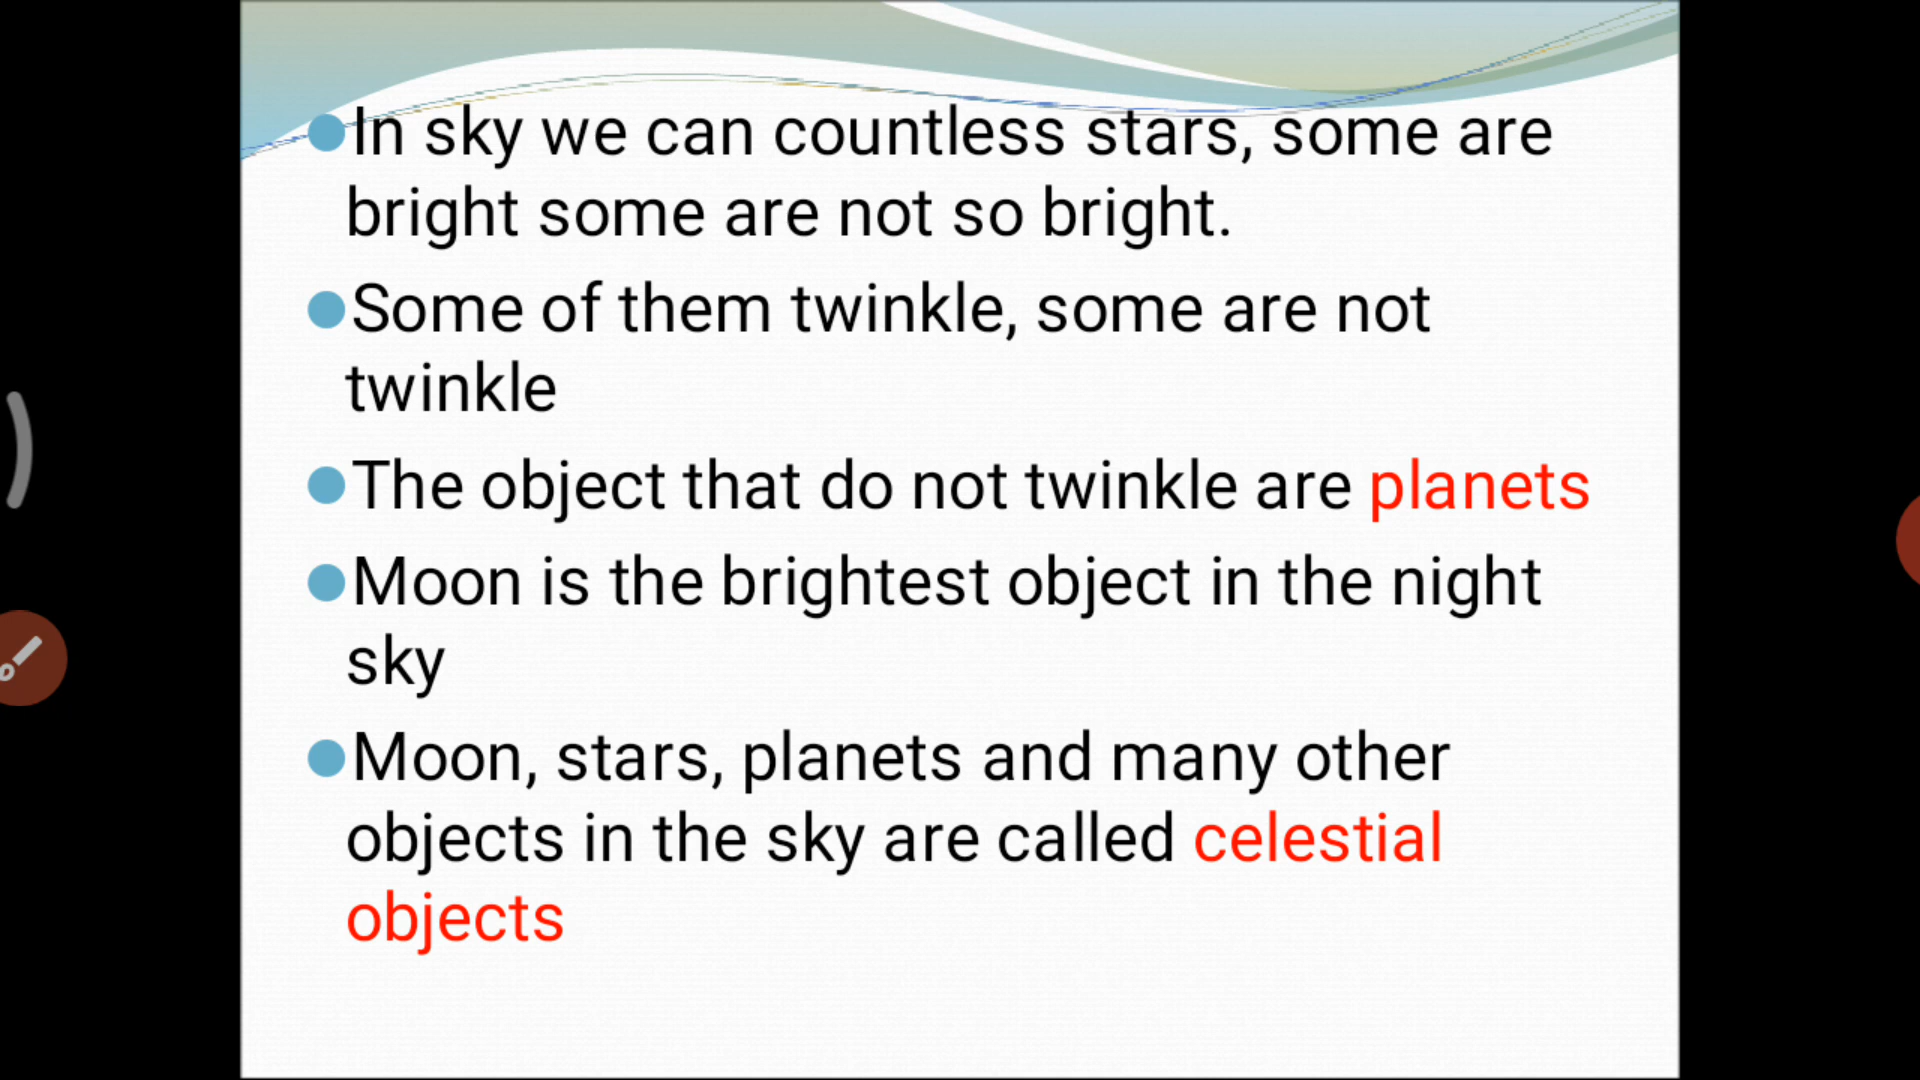 In sky we can countless stars, some are
bright some are not so bright.
Some of them twinkle, some are not
twinkle
The object that do not twinkle are planets
Moon is the brightest object in the night
sky
Moon, stars, planets and many other
objects in the sky are called celestial
objects